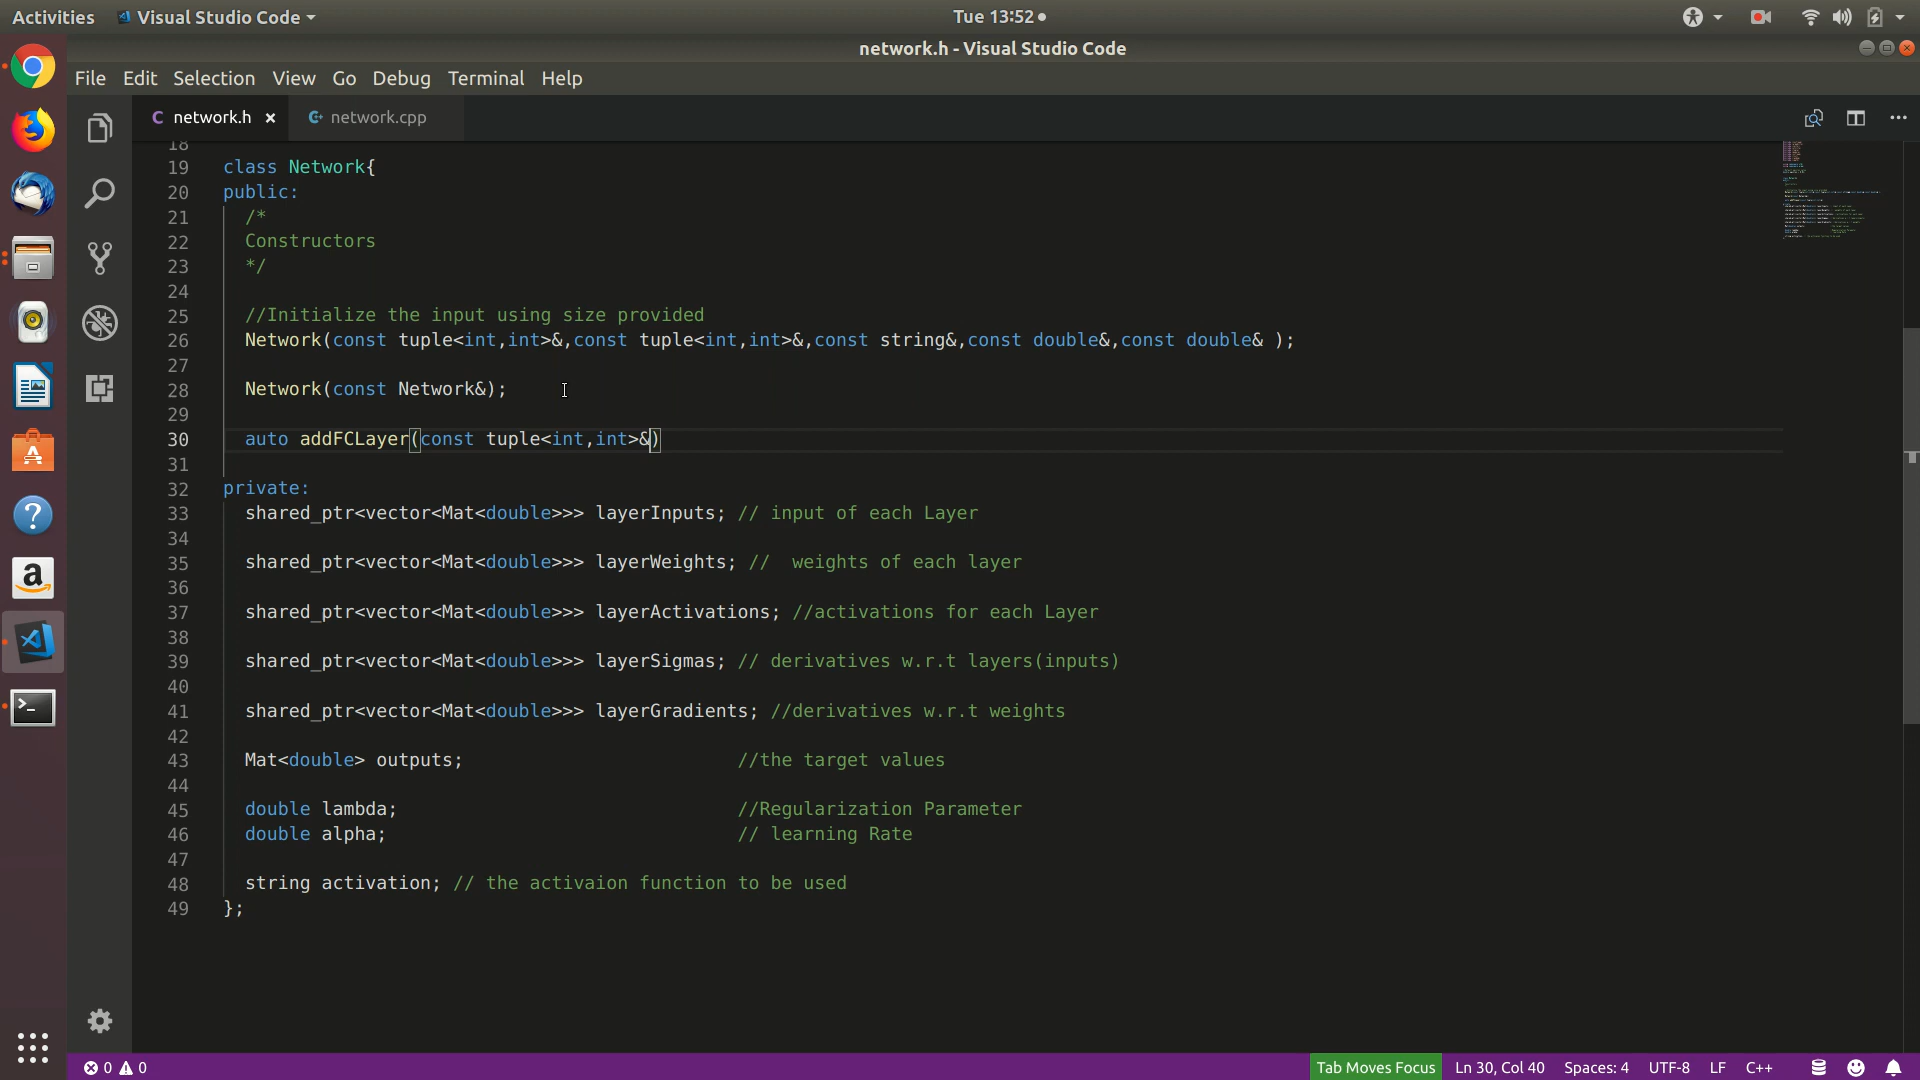 Activities Visual Studio Code Tue 13:52
network.h - Visual Studio Code
File Edit Selection View Go Debug Terminal Help
C network.h × network.cpp
18
19 class Network{
20 public:
21 /*
22 Constructors
23 */
24
25 //Initialize the input using size provided
26 Network(const tuple<int,int>&,const tuple<int,int>&,const string&,const double&,const double& );
27
28 Network(const Network&);
29
30 auto addFCLayer(const tuple<int,int>&)
31
32 private:
33 shared_ptr<vector<Mat<double>>> layerInputs; // input of each Layer
34
35 shared_ptr<vector<Mat<double>>> layerWeights; //  weights of each layer
36
37 shared_ptr<vector<Mat<double>>> layerActivations; //activations for each Layer
38
39 shared_ptr<vector<Mat<double>>> layerSigmas; // derivatives w.r.t layers(inputs)
40
41 shared_ptr<vector<Mat<double>>> layerGradients; //derivatives w.r.t weights
42
43 Mat<double> outputs; //the target values
44
45 double lambda; //Regularization Parameter
46 double alpha; // learning Rate
47
48 string activation; // the activaion function to be used
49 };
0 0 Tab Moves Focus Ln 30, Col 40 Spaces: 4 UTF-8 LF C++